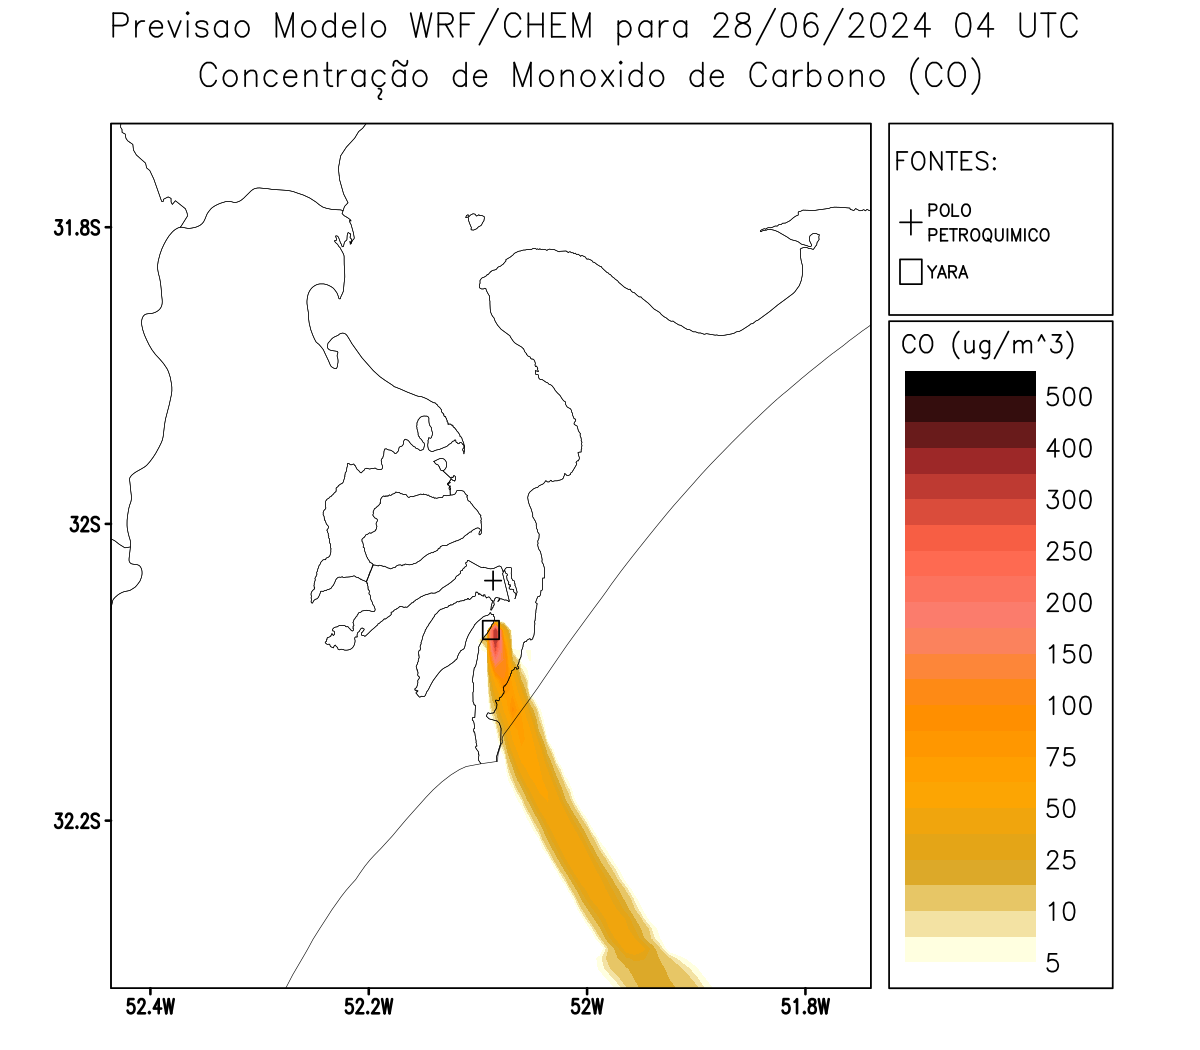 Previsao Modelo WRF/CHEM para 28/06/2024 04 UTC
Concentração de Monoxido de Carbono (CO)
FONTES:
POLO
PETROQUIMICO
YARA
CO (ug/m^3)
500
400
300
250
200
150
100
75
50
25
10
5
31.8S
32S
32.2S
52.4W
52.2W
52W
51.8W